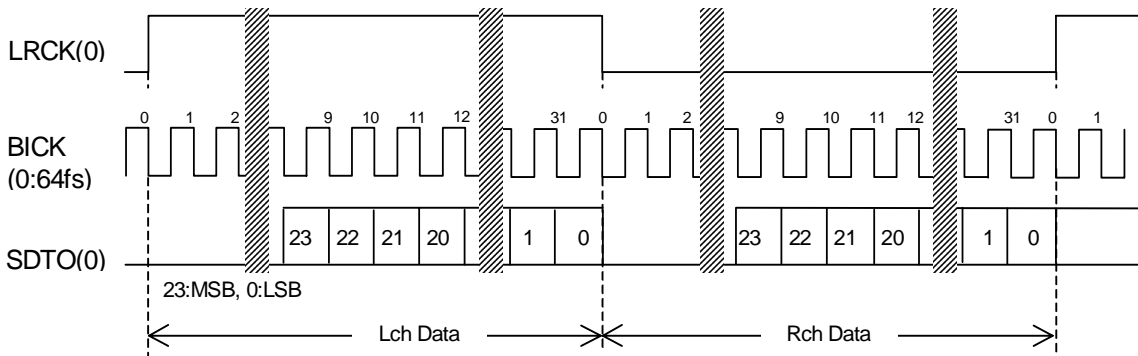 LRCK(0)
0 1 2 9 10 11 12 31 0 1 2 9 10 11 12 31 0 1
BICK
(0:64fs)
23 22 21 20 1 0 23 22 21 20 1 0
SDTO(0)
23:MSB, 0:LSB
Lch Data Rch Data